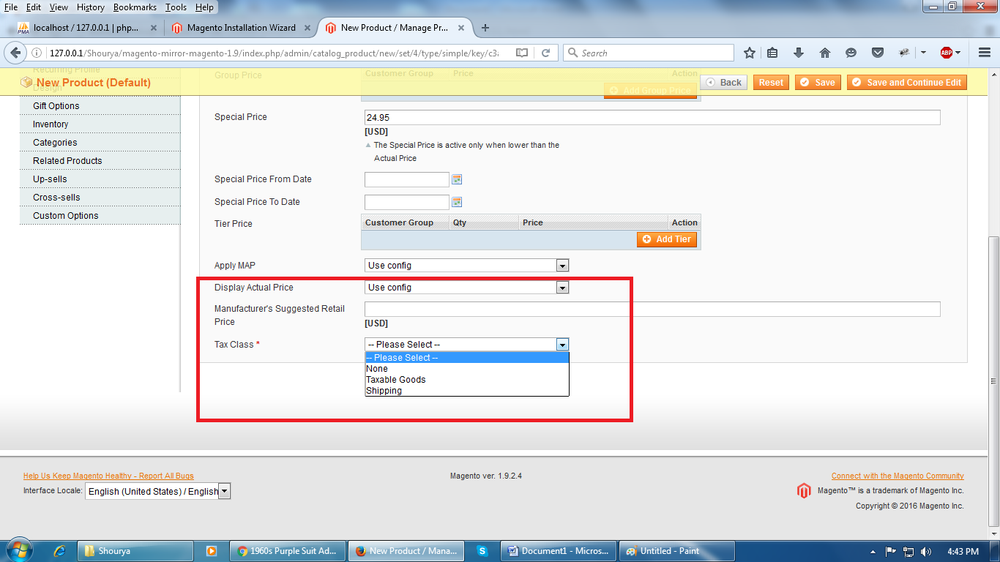 File Edit View History Bookmarks Tools Help
localhost / 127.0.0.1 | php...
Magento Installation Wizard
New Product / Manage Pr...
127.0.0.1/Shourya/magento-mirror-magento-1.9/index.php/admin/catalog_product/new/set/4/type/simple/key/c3
Search
ABP
Recurring Profile
New Product (Default)
Design
Back
Reset
Save
Save and Continue Edit
Group Price
Customer Group Price Action
Add Group Price
Gift Options
Inventory
Categories
Related Products
Up-sells
Cross-sells
Custom Options
Special Price
24.95
[USD]
The Special Price is active only when lower than the
Actual Price
Special Price From Date
Special Price To Date
Tier Price
Customer Group Qty Price Action
Add Tier
Apply MAP
Use config
Display Actual Price
Use config
Manufacturer's Suggested Retail
Price
[USD]
Tax Class *
-- Please Select --
-- Please Select --
None
Taxable Goods
Shipping
Help Us Keep Magento Healthy - Report All Bugs
Interface Locale: English (United States) / English
Magento ver. 1.9.2.4
Connect with the Magento Community
Magento™ is a trademark of Magento Inc.
Copyright © 2016 Magento Inc.
Shourya
1960s Purple Suit Ad...
New Product / Mana...
Document1 - Micros...
Untitled - Paint
4:43 PM